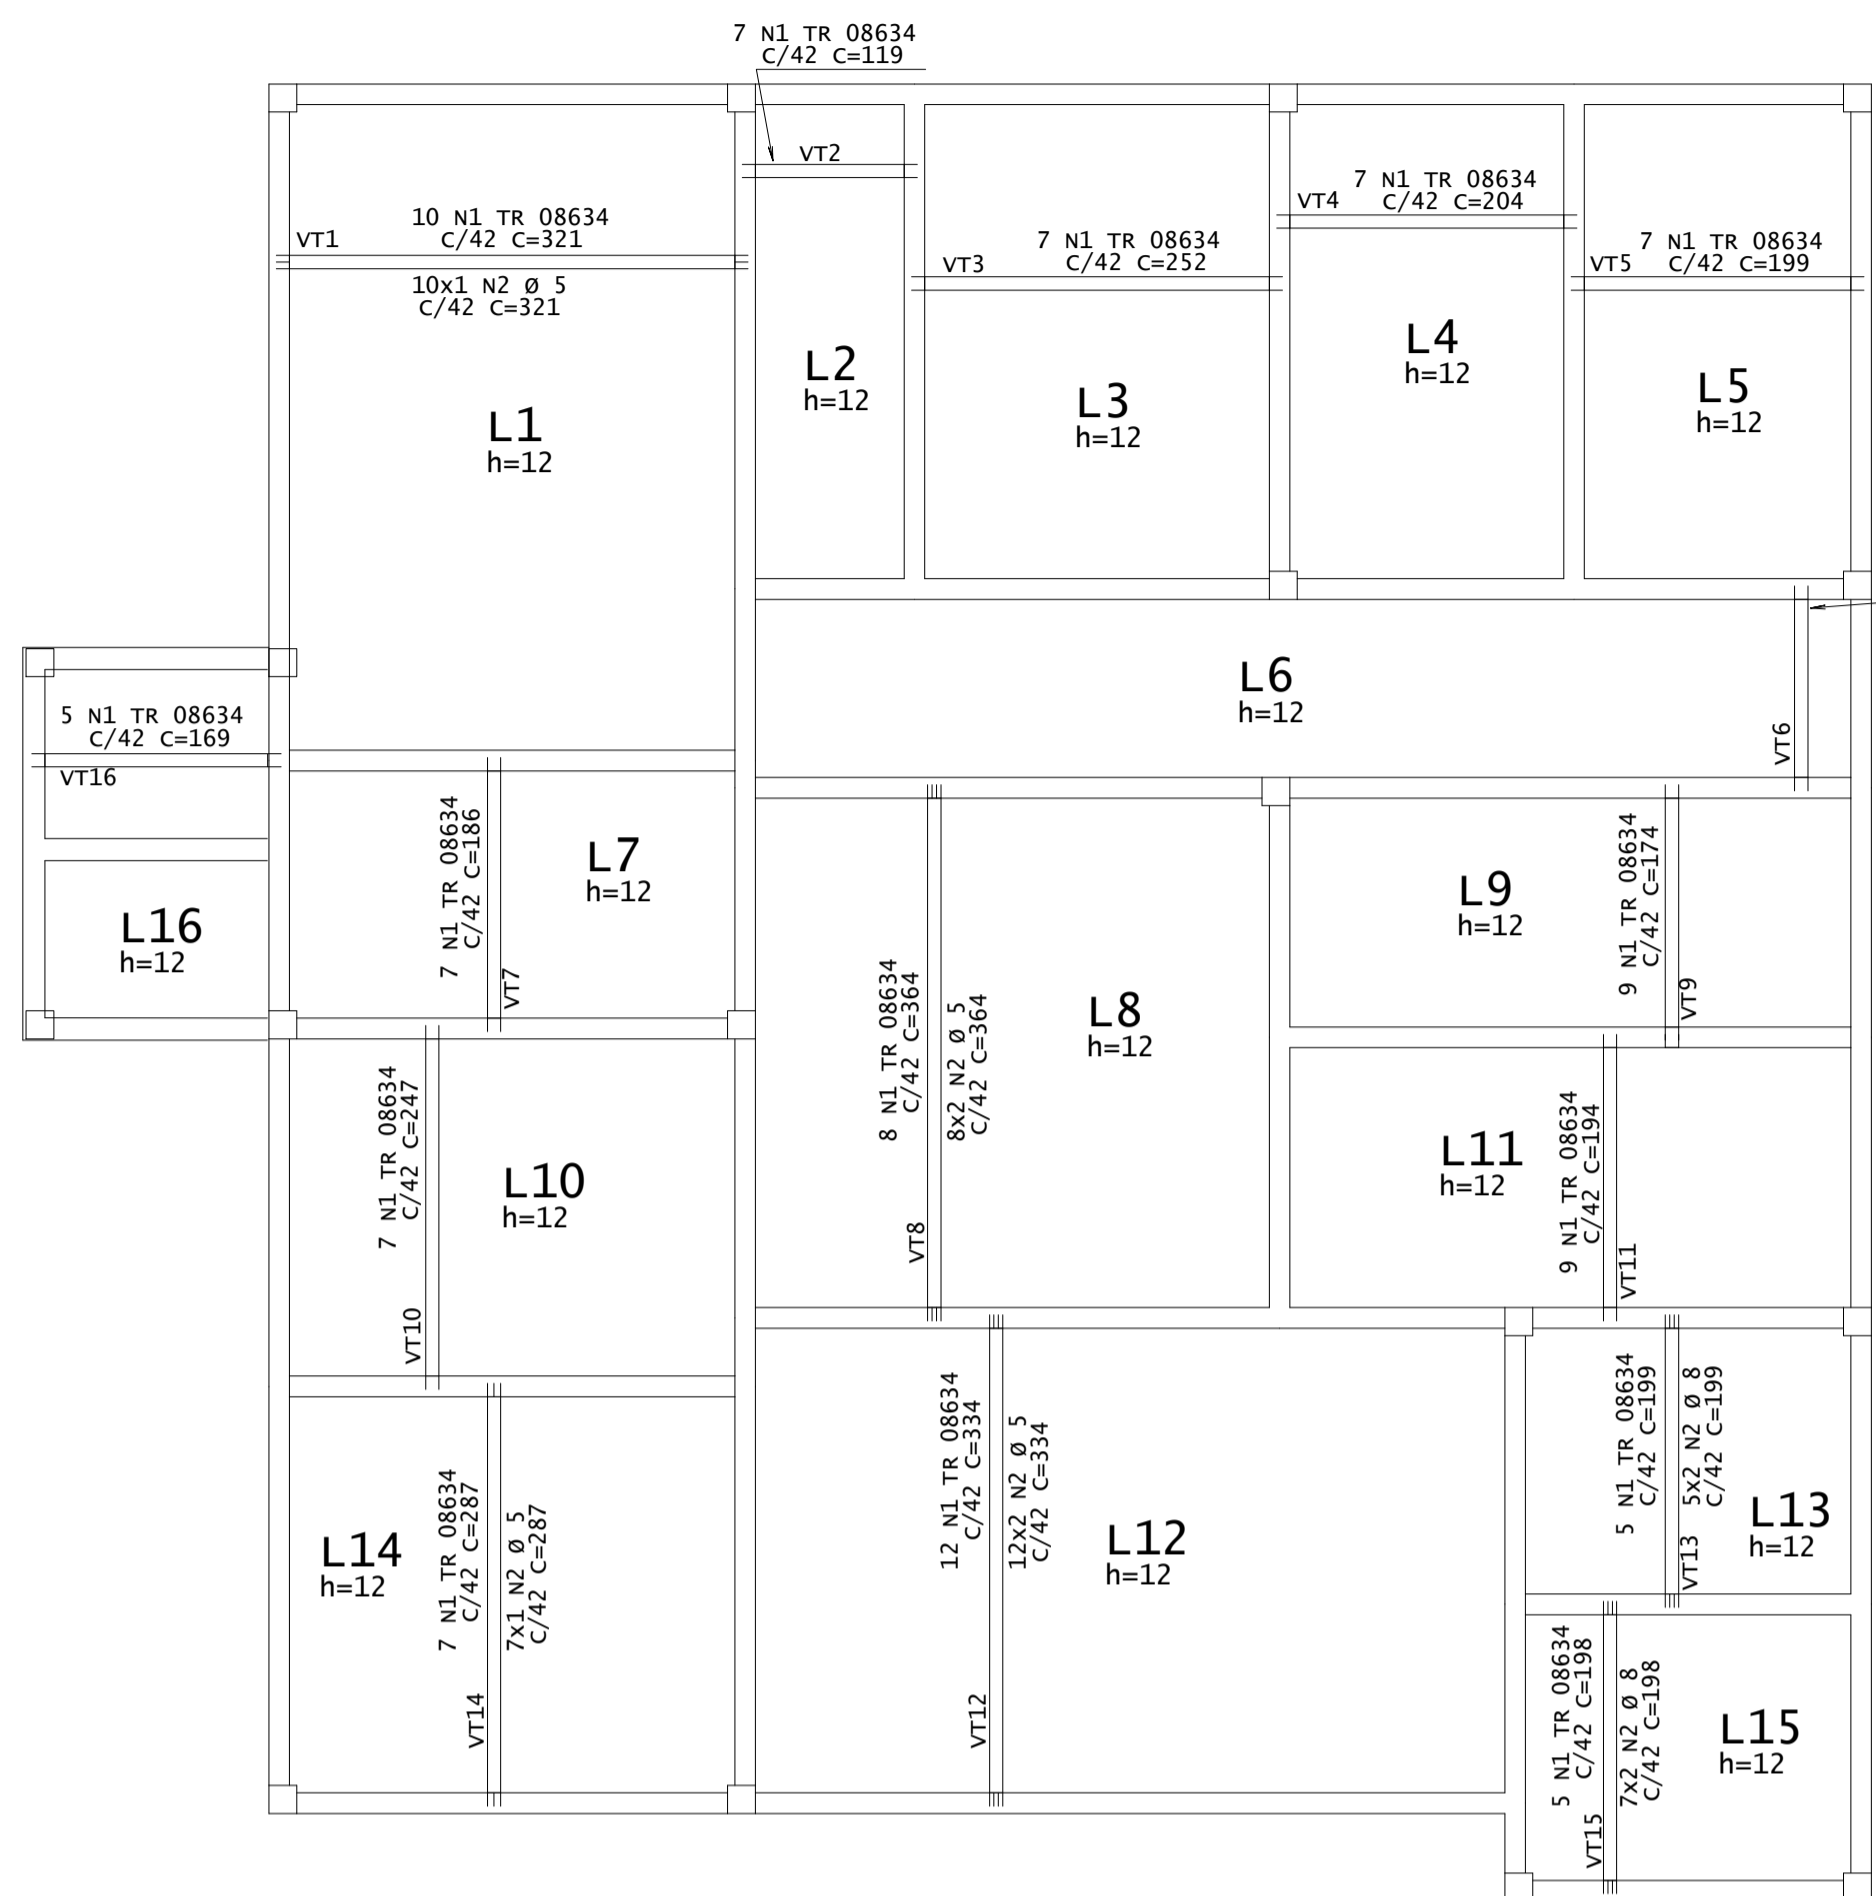 7 N1 TR 08634
C/42 C=119
VT2
10 N1 TR 08634
C/42 C=321
VT1
10x1 N2 Ø 5
C/42 C=321
7 N1 TR 08634
C/42 C=252
VT3
7 N1 TR 08634
C/42 C=204
VT4
7 N1 TR 08634
C/42 C=199
VT5
L1
h=12
L2
h=12
L3
h=12
L4
h=12
L5
h=12
L6
h=12
VT6
5 N1 TR 08634
C/42 C=169
VT16
L16
h=12
7 N1 TR 08634
C/42 C=186
VT7
L7
h=12
8 N1 TR 08634
C/42 C=364
VT8
8x2 N2 Ø 5
C/42 C=364
L8
h=12
L9
h=12
9 N1 TR 08634
C/42 C=174
VT9
7 N1 TR 08634
C/42 C=247
VT10
L10
h=12
L11
h=12
9 N1 TR 08634
C/42 C=194
VT11
L14
h=12
7 N1 TR 08634
C/42 C=287
VT14
7x1 N2 Ø 5
C/42 C=287
12 N1 TR 08634
C/42 C=334
VT12
12x2 N2 Ø 5
C/42 C=334
L12
h=12
5 N1 TR 08634
C/42 C=199
VT13
5x2 N2 Ø 8
C/42 C=199
L13
h=12
5 N1 TR 08634
C/42 C=198
VT15
7x2 N2 Ø 8
C/42 C=198
L15
h=12